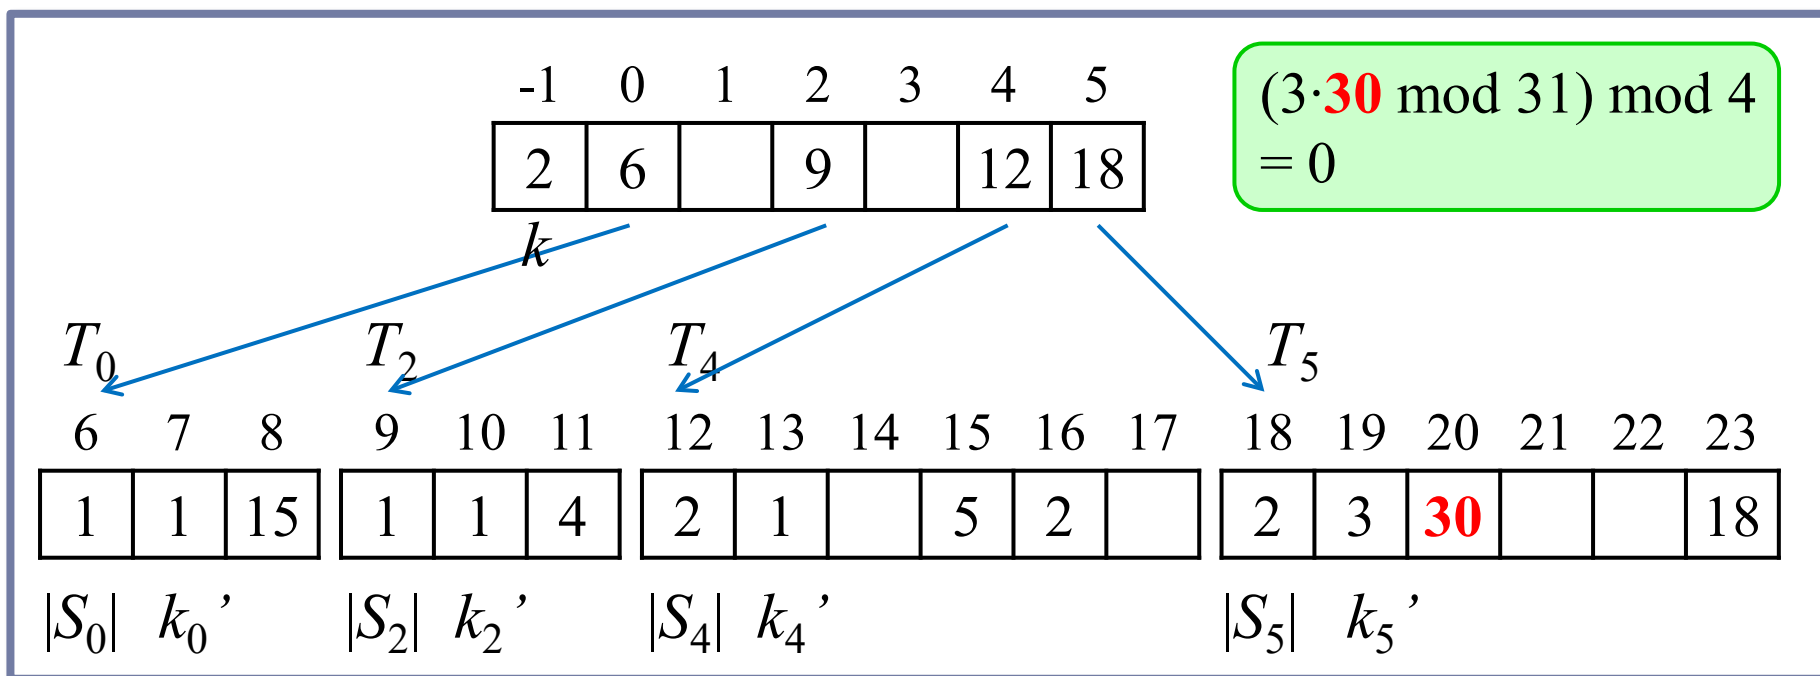 -1 0 1 2 3 4 5
2 6 9 12 18
k
(3·30 mod 31) mod 4
= 0
T0 T2 T4 T5
6 7 8 9 10 11 12 13 14 15 16 17 18 19 20 21 22 23
1 1 15 1 1 4 2 1 5 2 2 3 30 18
|S0| k0’ |S2| k2’ |S4| k4’ |S5| k5’